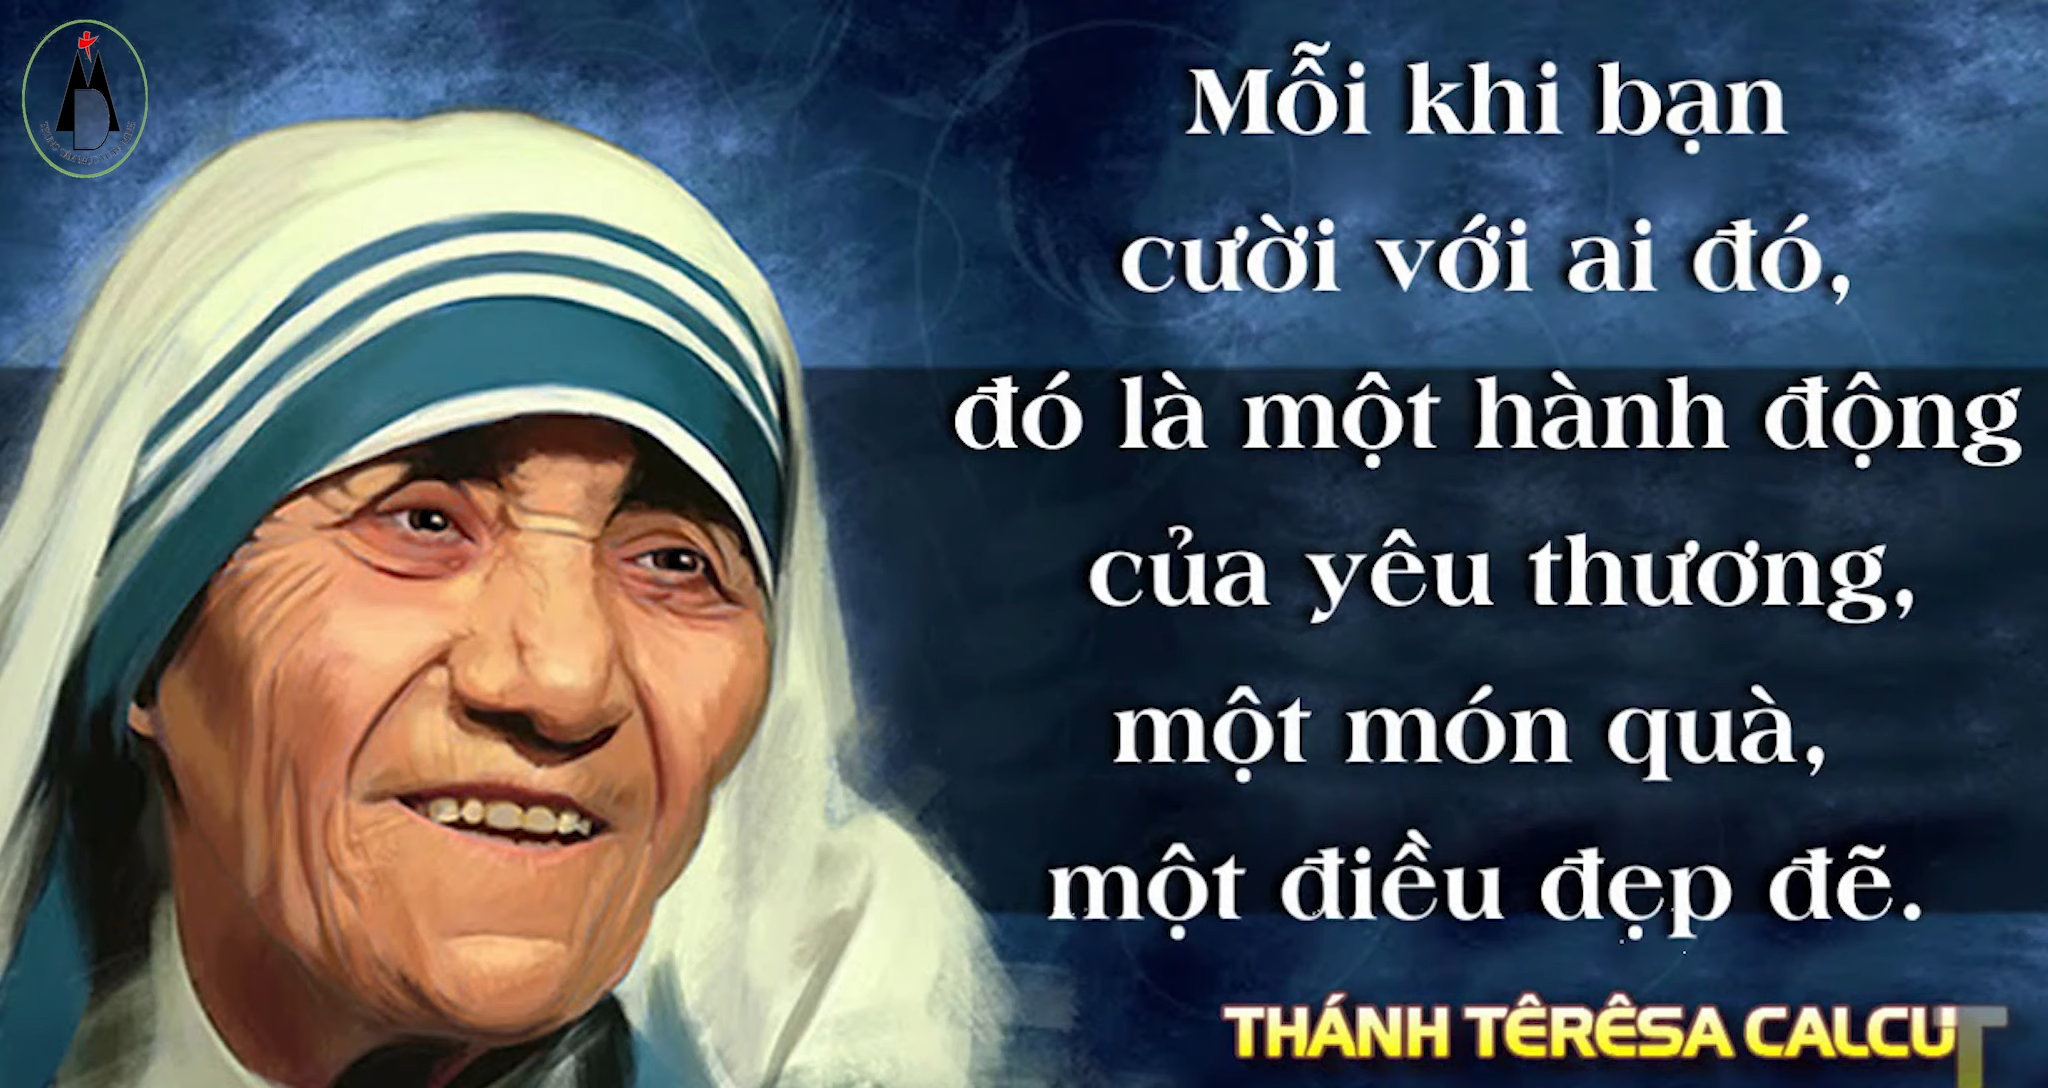 Mỗi khi bạn
cười với ai đó,
đó là một hành động
của yêu thương,
một món quà,
một điều đẹp đẽ.
THÁNH TÊRÊSA CALCUT